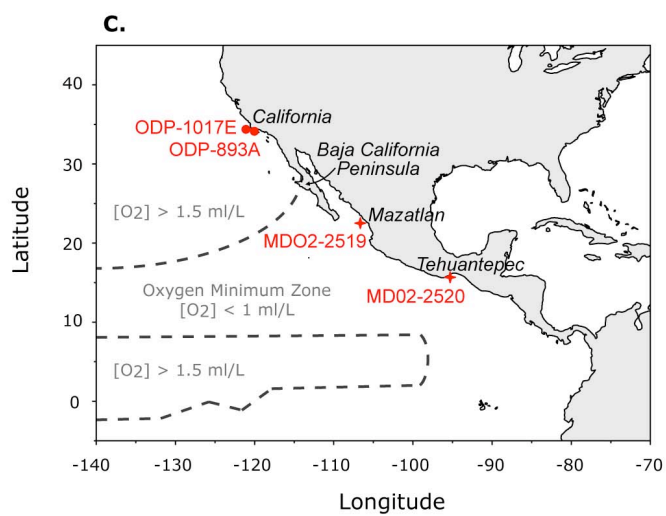 C.
40
30
20
10
0
Latitude
ODP-1017E
California
ODP-893A
Baja California
Peninsula
[O2] > 1.5 ml/L
Mazatlan
MDO2-2519
Tehuantepec
Oxygen Minimum Zone
[O2] < 1 ml/L
MD02-2520
[O2] > 1.5 ml/L
-140 -130 -120 -110 -100 -90 -80 -70
Longitude